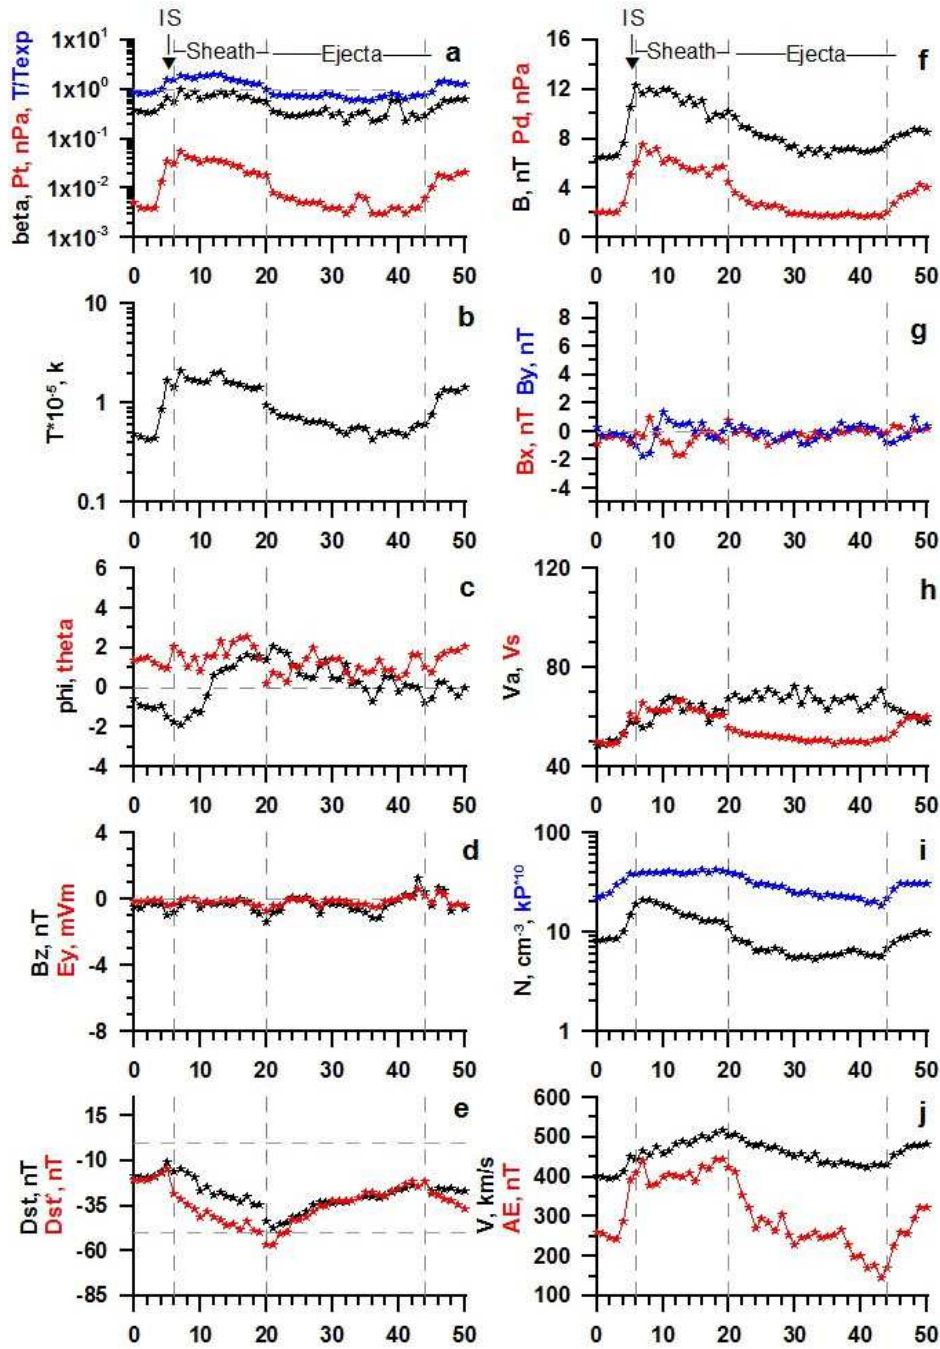 IS
Sheath
Ejecta
a
1x10¹
1x10⁰
1x10⁻¹
1x10⁻²
1x10⁻³
beta, Pt, nPa, T/Texp
0 10 20 30 40 50
IS
Sheath
Ejecta
f
16
12
8
4
0
B, nT Pd, nPa
0 10 20 30 40 50
b
10
1
0.1
T*10⁻⁵, k
0 10 20 30 40 50
g
8
6
4
2
0
-2
-4
Bx, nT By, nT
0 10 20 30 40 50
c
6
4
2
0
-2
-4
phi, theta
0 10 20 30 40 50
h
120
80
40
Va, Vs
0 10 20 30 40 50
d
4
0
-4
-8
Bz, nT
Ey, mVm
0 10 20 30 40 50
i
100
10
1
N, cm⁻³, kP*¹⁰
0 10 20 30 40 50
e
15
-10
-35
-60
-85
Dst, nT
Dst*, nT
0 10 20 30 40 50
j
600
500
400
300
200
100
V, km/s
AE, nT
0 10 20 30 40 50